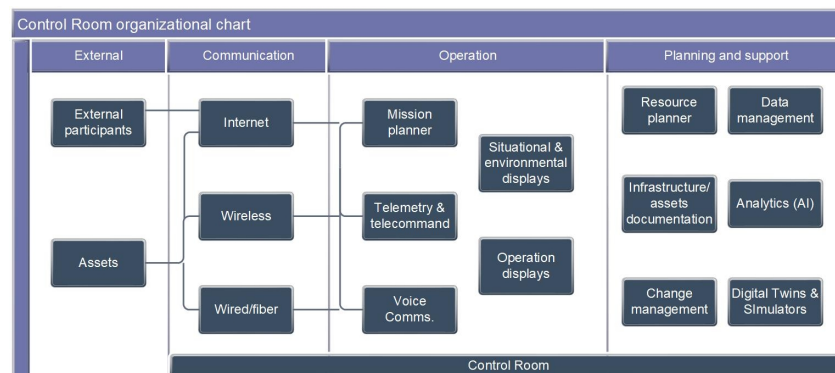 Control Room organizational chart
External
Communication
Operation
Planning and support
External
participants
Internet
Mission
planner
Resource
planner
Data
management
Situational &
environmental
displays
Assets
Wireless
Telemetry &
telecommand
Infrastructure/
assets
documentation
Analytics (AI)
Operation
displays
Wired/fiber
Voice
Comms.
Change
management
Digital Twins &
SImulators
Control Room